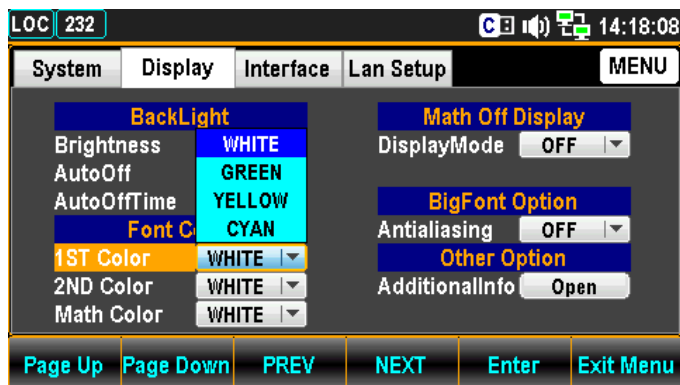 LOC 232 C 14:18:08
System Display Interface Lan Setup MENU
BackLight
Brightness
AutoOff
AutoOffTime
WHITE
GREEN
YELLOW
CYAN
Font C
1ST Color WHITE
2ND Color WHITE
Math Color WHITE
Math Off Display
DisplayMode OFF
BigFont Option
Antialiasing OFF
Other Option
AdditionalInfo Open
Page Up Page Down PREV NEXT Enter Exit Menu